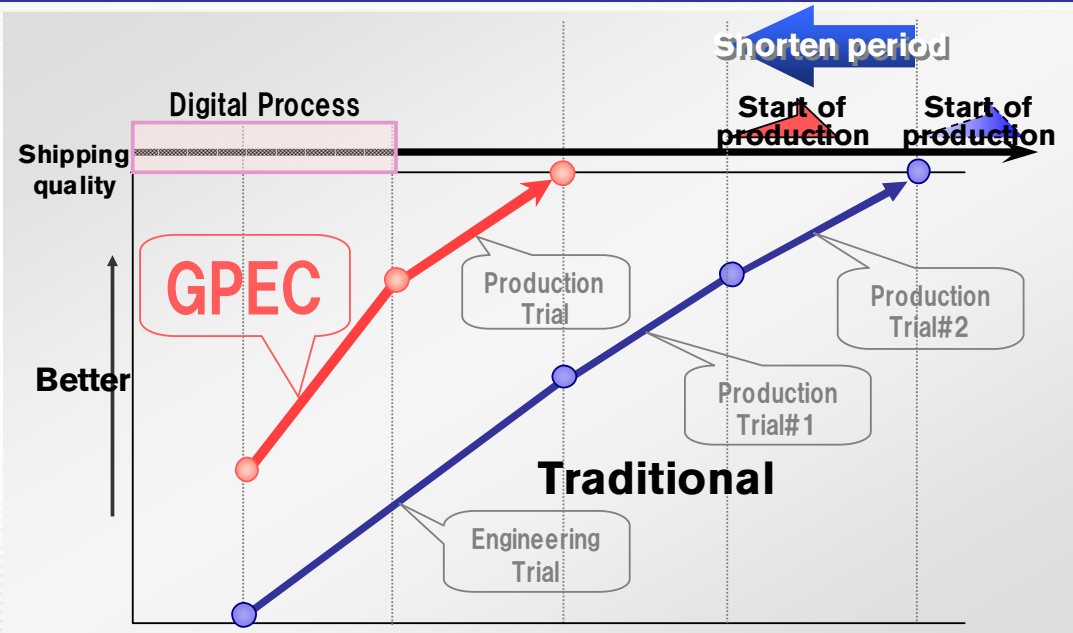 Shorten period
Digital Process
Start of
production
Start of
production
Shipping
quality
GPEC
Production
Trial
Production
Trial#2
Better
Production
Trial#1
Traditional
Engineering
Trial